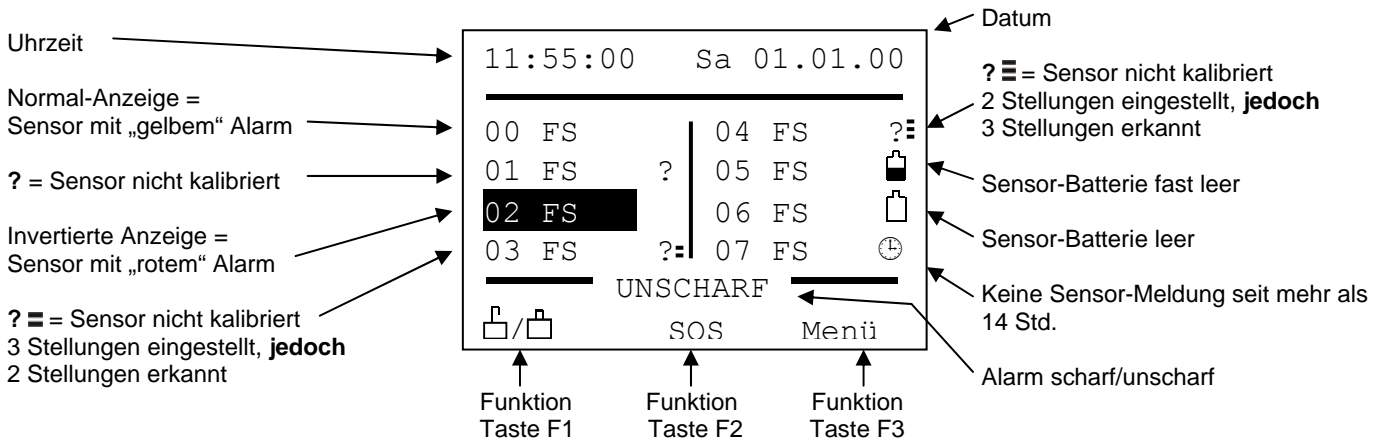 Uhrzeit
Normal-Anzeige =
Sensor mit „gelbem" Alarm
? = Sensor nicht kalibriert
Invertierte Anzeige =
Sensor mit „rotem" Alarm
? = Sensor nicht kalibriert
3 Stellungen eingestellt, jedoch
2 Stellungen erkannt
11:55:00 Sa 01.01.00
00 FS 04 FS ?
01 FS ? 05 FS
02 FS 06 FS
03 FS ? 07 FS
UNSCHARF
/ SOS Menü
Funktion
Taste F1
Funktion
Taste F2
Funktion
Taste F3
Datum
? = Sensor nicht kalibriert
2 Stellungen eingestellt, jedoch
3 Stellungen erkannt
Sensor-Batterie fast leer
Sensor-Batterie leer
Keine Sensor-Meldung seit mehr als
14 Std.
Alarm scharf/unscharf